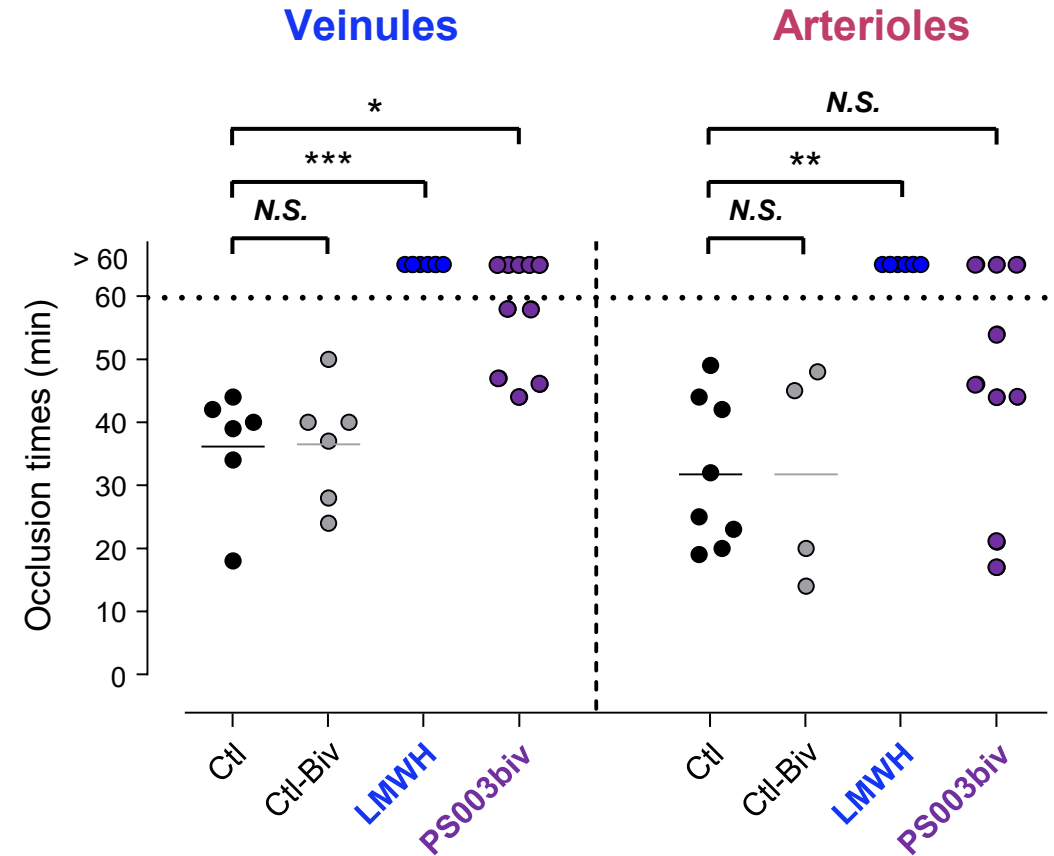 Veinules
Arterioles
*
N.S.
***
**
N.S.
N.S.
> 60
60
50
40
30
20
10
0
Occlusion times (min)
Ctl
Ctl-Biv
LMWH
PS003biv
Ctl
Ctl-Biv
LMWH
PS003biv